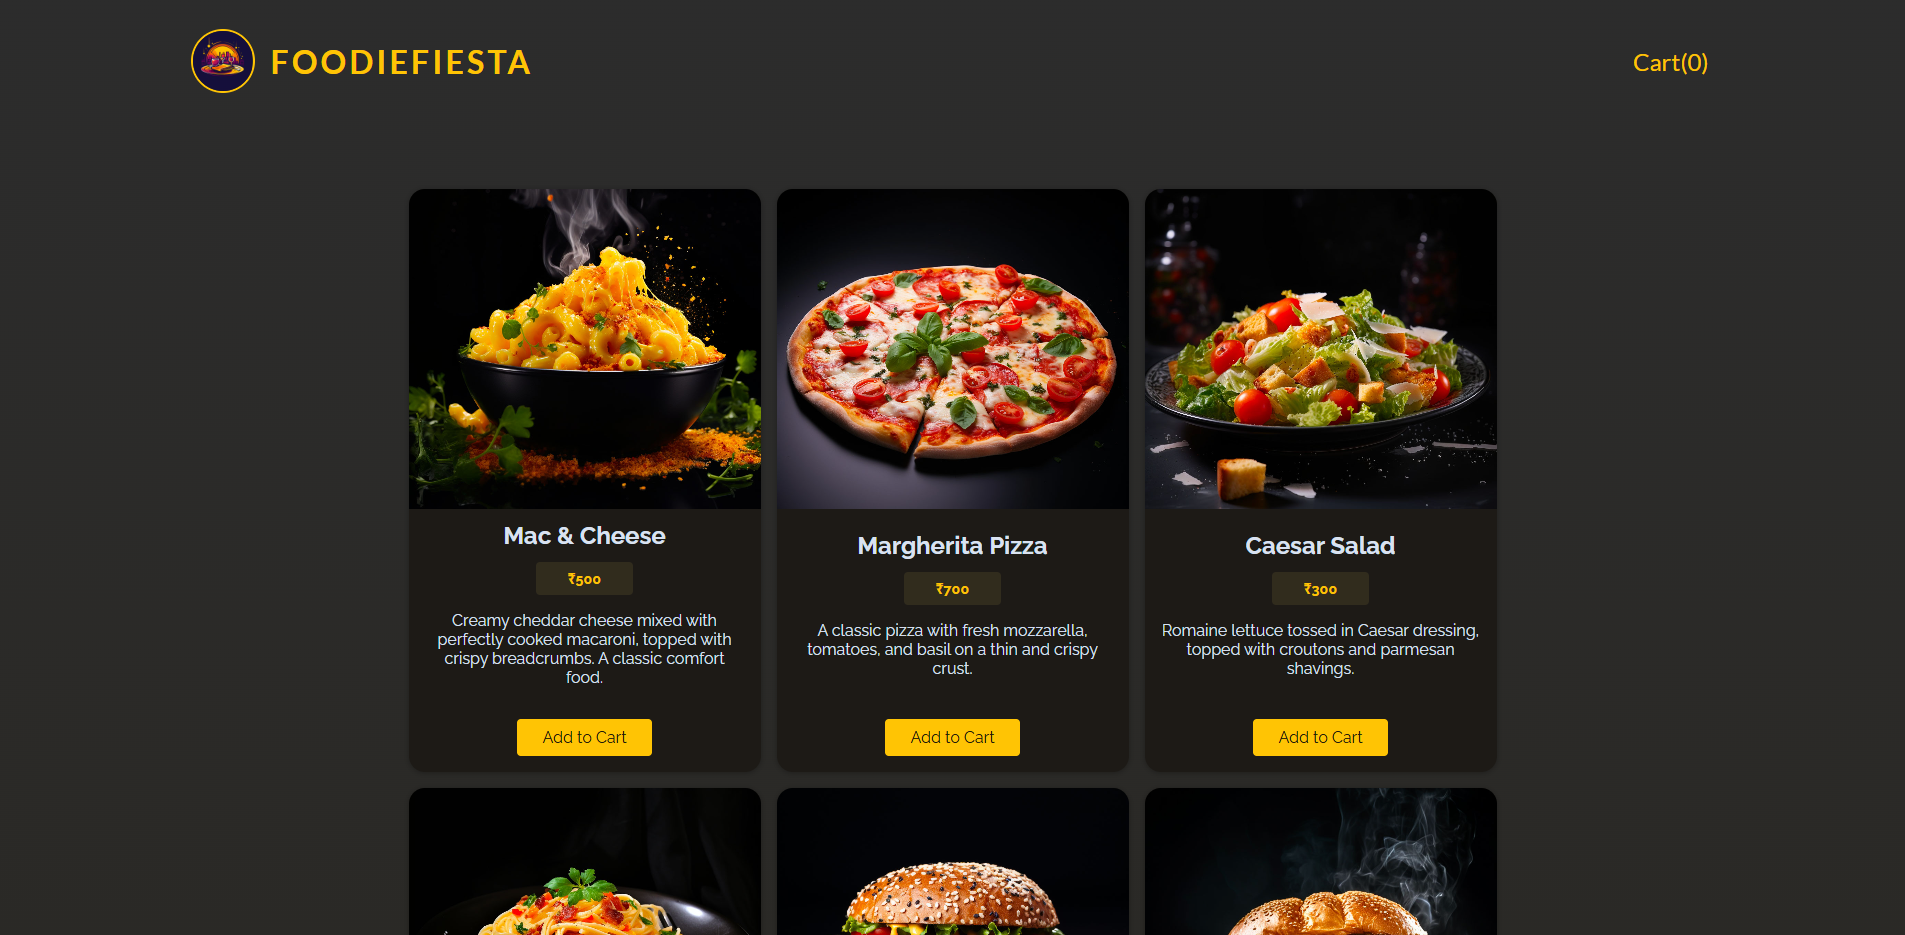 FOODIEFIESTA
Cart(0)
Mac & Cheese
₹500
Creamy cheddar cheese mixed with
perfectly cooked macaroni, topped with
crispy breadcrumbs. A classic comfort
food.
Add to Cart
Margherita Pizza
₹700
A classic pizza with fresh mozzarella,
tomatoes, and basil on a thin and crispy
crust.
Add to Cart
Caesar Salad
₹300
Romaine lettuce tossed in Caesar dressing,
topped with croutons and parmesan
shavings.
Add to Cart